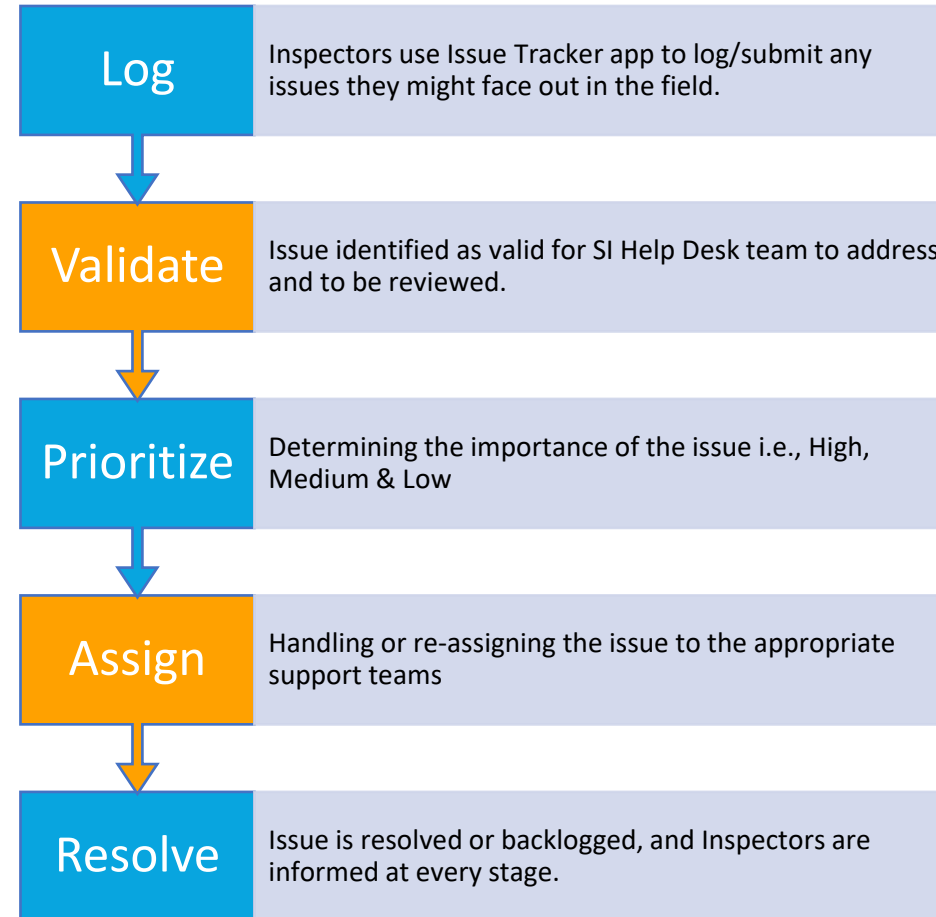 Log
Inspectors use Issue Tracker app to log/submit any
issues they might face out in the field.
Validate
Issue identified as valid for SI Help Desk team to address
and to be reviewed.
Prioritize
Determining the importance of the issue i.e., High,
Medium & Low
Assign
Handling or re-assigning the issue to the appropriate
support teams
Resolve
Issue is resolved or backlogged, and Inspectors are
informed at every stage.